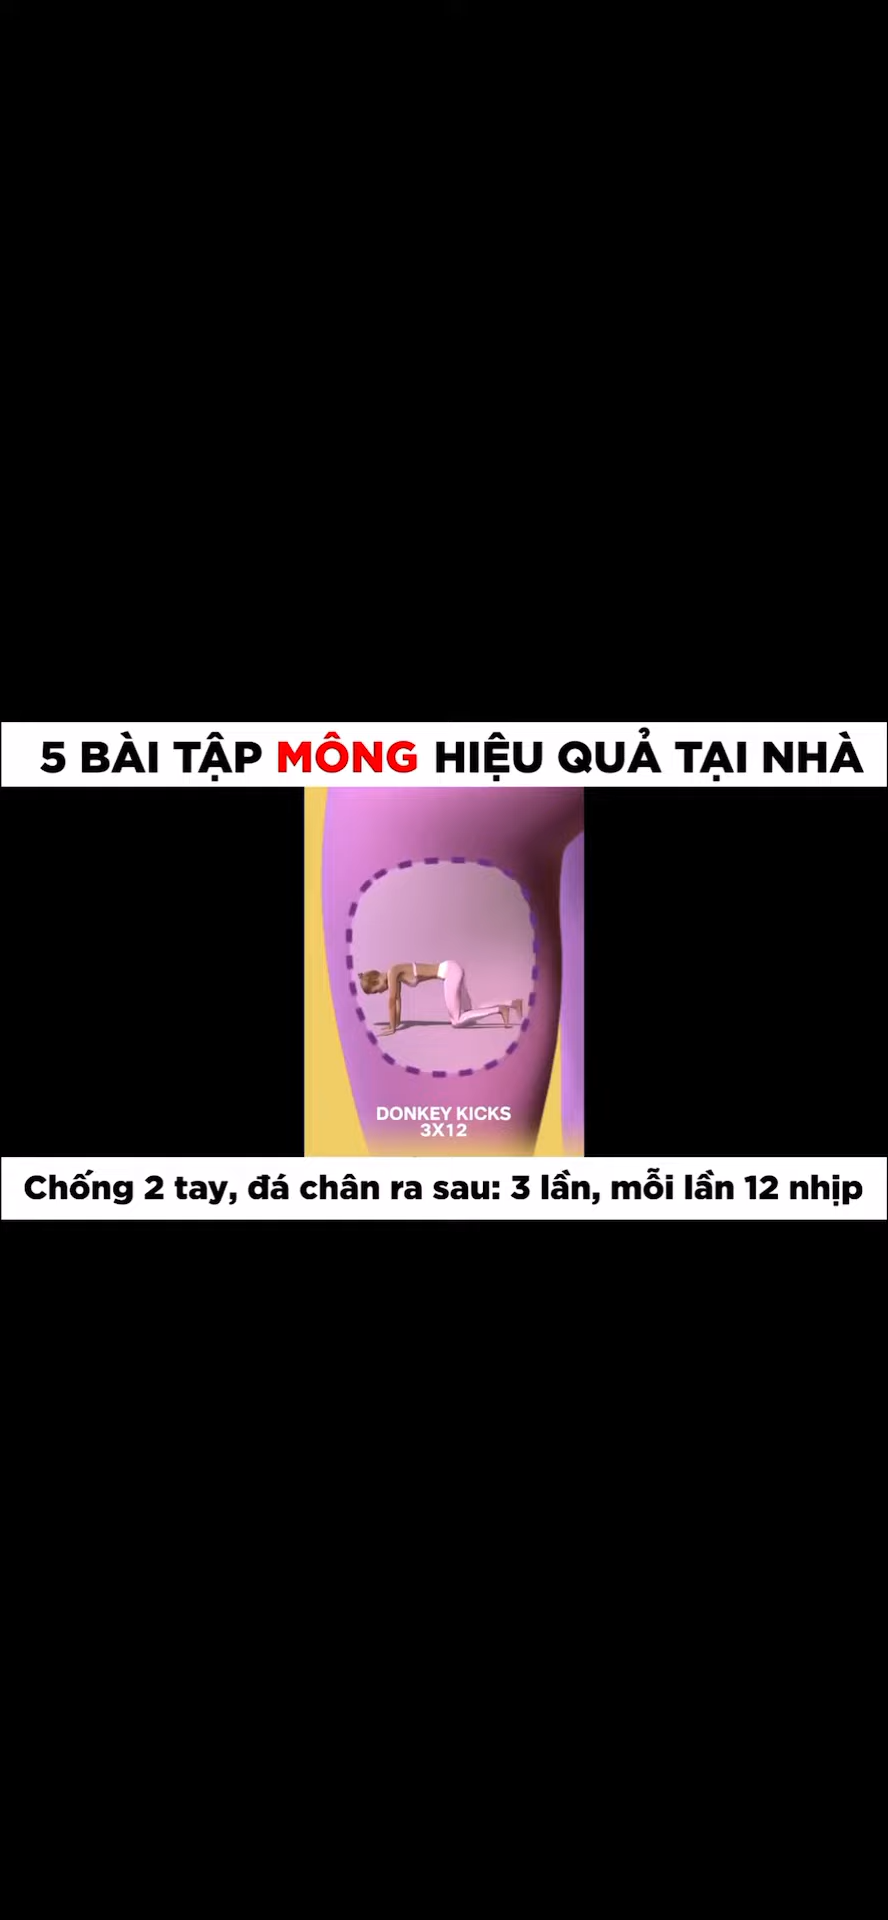 5 BÀI TẬP MÔNG HIỆU QUẢ TẠI NHÀ
DONKEY KICKS
3X12
Chống 2 tay, đá chân ra sau: 3 lần, mỗi lần 12 nhịp